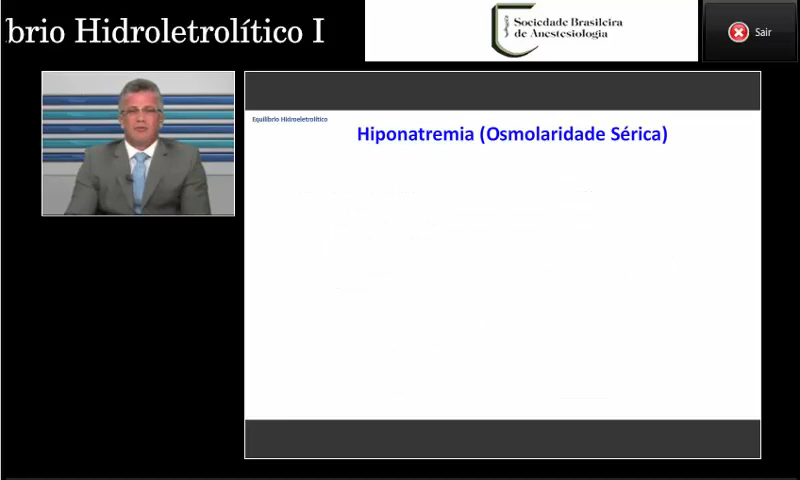 brio Hidroletrolítico I
Sociedade Brasileira
de Anestesiologia
Sair
Equilíbrio Hidroeletrolítico
Hiponatremia (Osmolaridade Sérica)